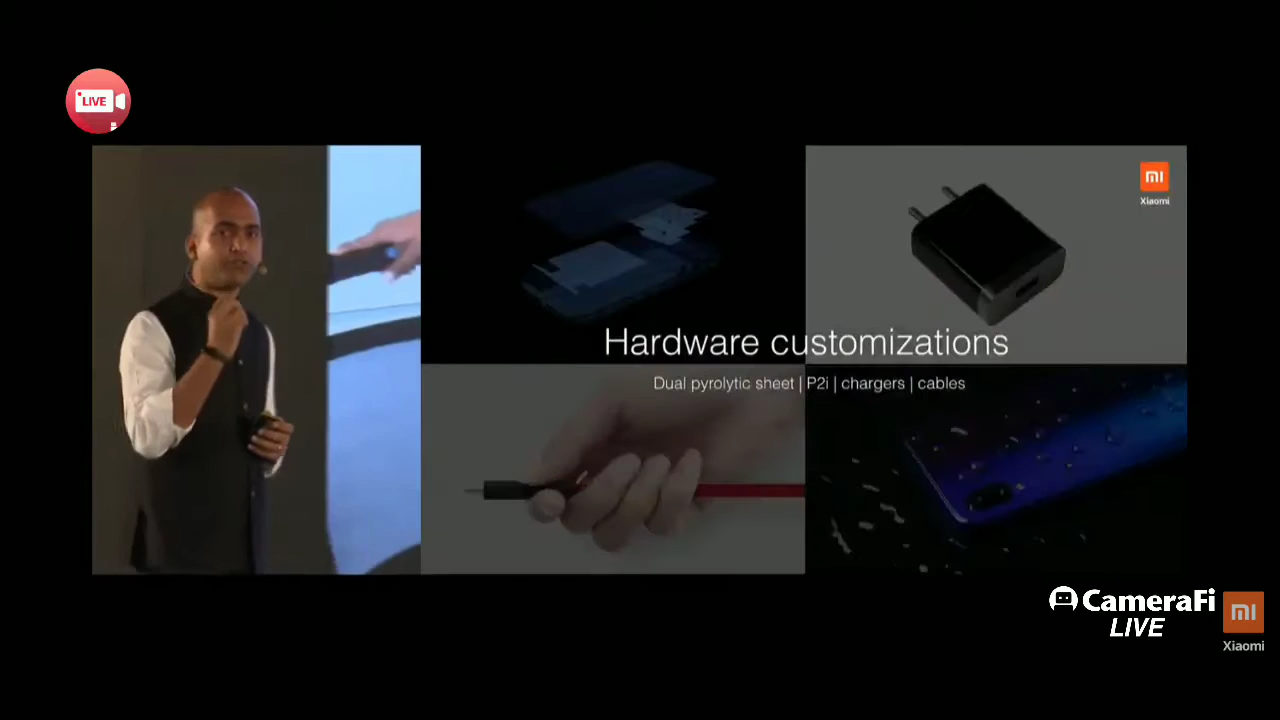 LIVE
mi
Xiaomi
Hardware customizations
Dual pyrolytic sheet | P2i | chargers | cables
CameraFi
LIVE
mi
Xiaomi